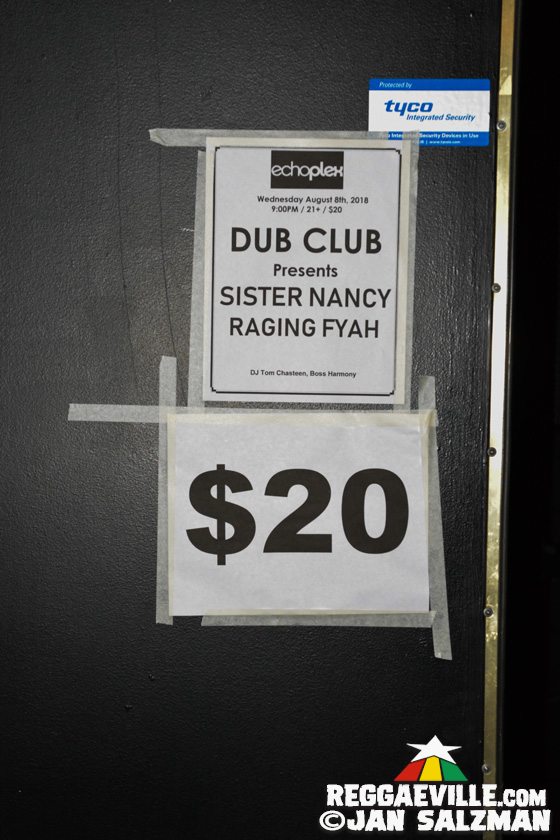 Protected by
tyco
Integrated Security
echoplex
Wednesday August 8th, 2018
9:00PM / 21+ / $20
DUB CLUB
Presents
SISTER NANCY
RAGING FYAH
DJ Tom Chasteen, Boss Harmony
$20
REGGAEVILLE.COM
©JAN SALZMAN